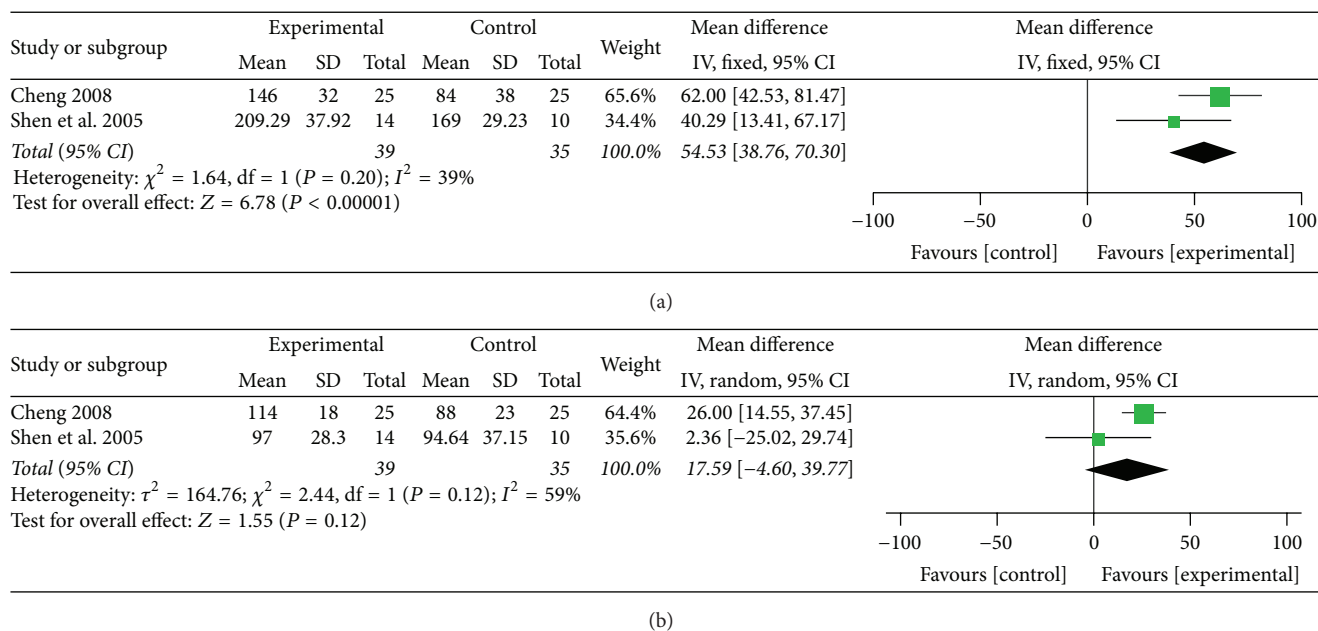 Study or subgroup Experimental Control Weight Mean difference Mean difference
Mean SD Total Mean SD Total IV, fixed, 95% CI IV, fixed, 95% CI
Cheng 2008 146 32 25 84 38 25 65.6% 62.00 [42.53, 81.47]
Shen et al. 2005 209.29 37.92 14 169 29.23 10 34.4% 40.29 [13.41, 67.17]
Total (95% CI) 39 35 100.0% 54.53 [38.76, 70.30]
Heterogeneity: χ² = 1.64, df = 1 (P = 0.20); I² = 39%
Test for overall effect: Z = 6.78 (P < 0.00001)
−100 −50 0 50 100
Favours [control] Favours [experimental]
(a)
Study or subgroup Experimental Control Weight Mean difference Mean difference
Mean SD Total Mean SD Total IV, random, 95% CI IV, random, 95% CI
Cheng 2008 114 18 25 88 23 25 64.4% 26.00 [14.55, 37.45]
Shen et al. 2005 97 28.3 14 94.64 37.15 10 35.6% 2.36 [−25.02, 29.74]
Total (95% CI) 39 35 100.0% 17.59 [−4.60, 39.77]
Heterogeneity: τ² = 164.76; χ² = 2.44, df = 1 (P = 0.12); I² = 59%
Test for overall effect: Z = 1.55 (P = 0.12)
−100 −50 0 50 100
Favours [control] Favours [experimental]
(b)